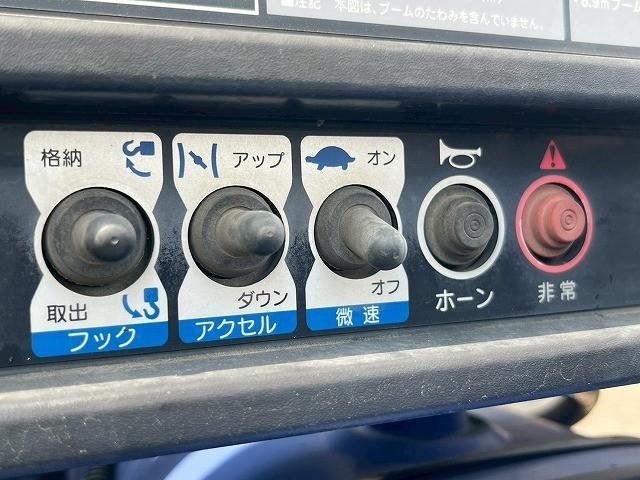 ■注記 本図は、ブームのたわみを含んでいません。
格納
アップ
オン
取出
ダウン
オフ
フック
アクセル
微速
ホーン
非常